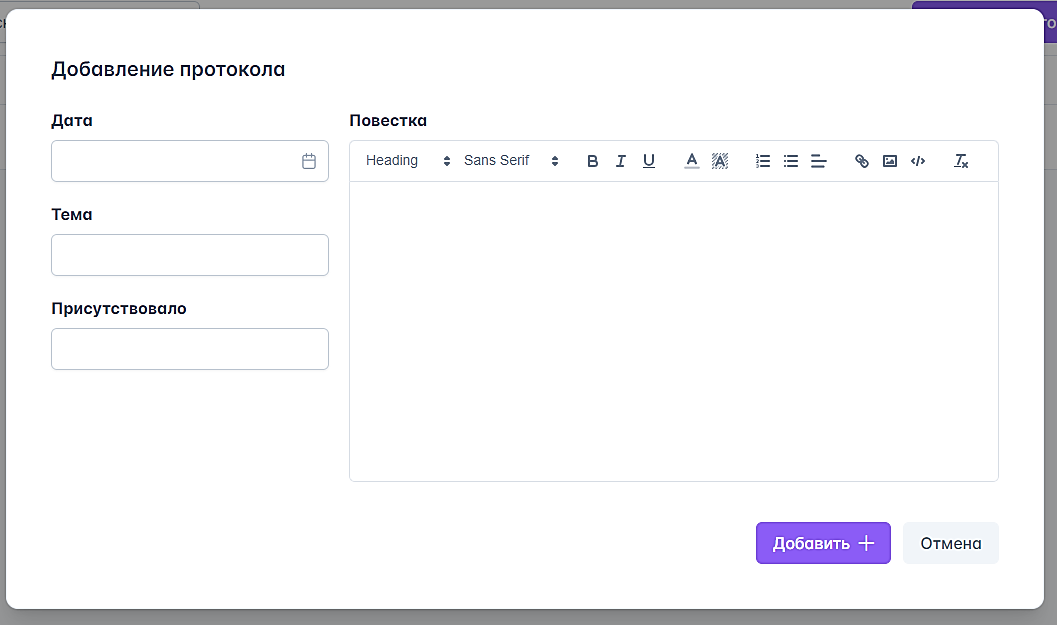 Добавление протокола
Дата
Тема
Присутствовало
Повестка
Heading Sans Serif B I U A A
Добавить + Отмена